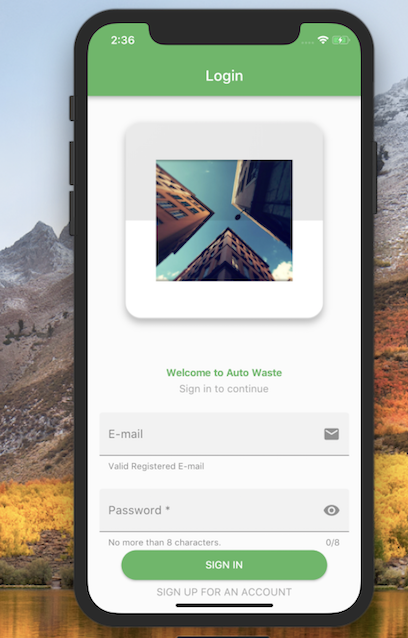 2:36
Login
Welcome to Auto Waste
Sign in to continue
E-mail
Valid Registered E-mail
Password *
No more than 8 characters. 0/8
SIGN IN
SIGN UP FOR AN ACCOUNT